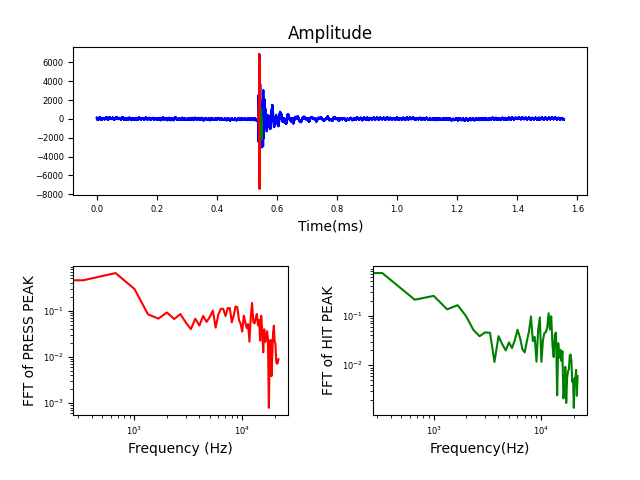 Amplitude
6000
4000
2000
0
−2000
−4000
−6000
−8000
0.0 0.2 0.4 0.6 0.8 1.0 1.2 1.4 1.6
Time(ms)
FFT of PRESS PEAK
10⁻¹
10⁻²
10⁻³
10³ 10⁴
Frequency (Hz)
FFT of HIT PEAK
10⁻¹
10⁻²
10³ 10⁴
Frequency(Hz)